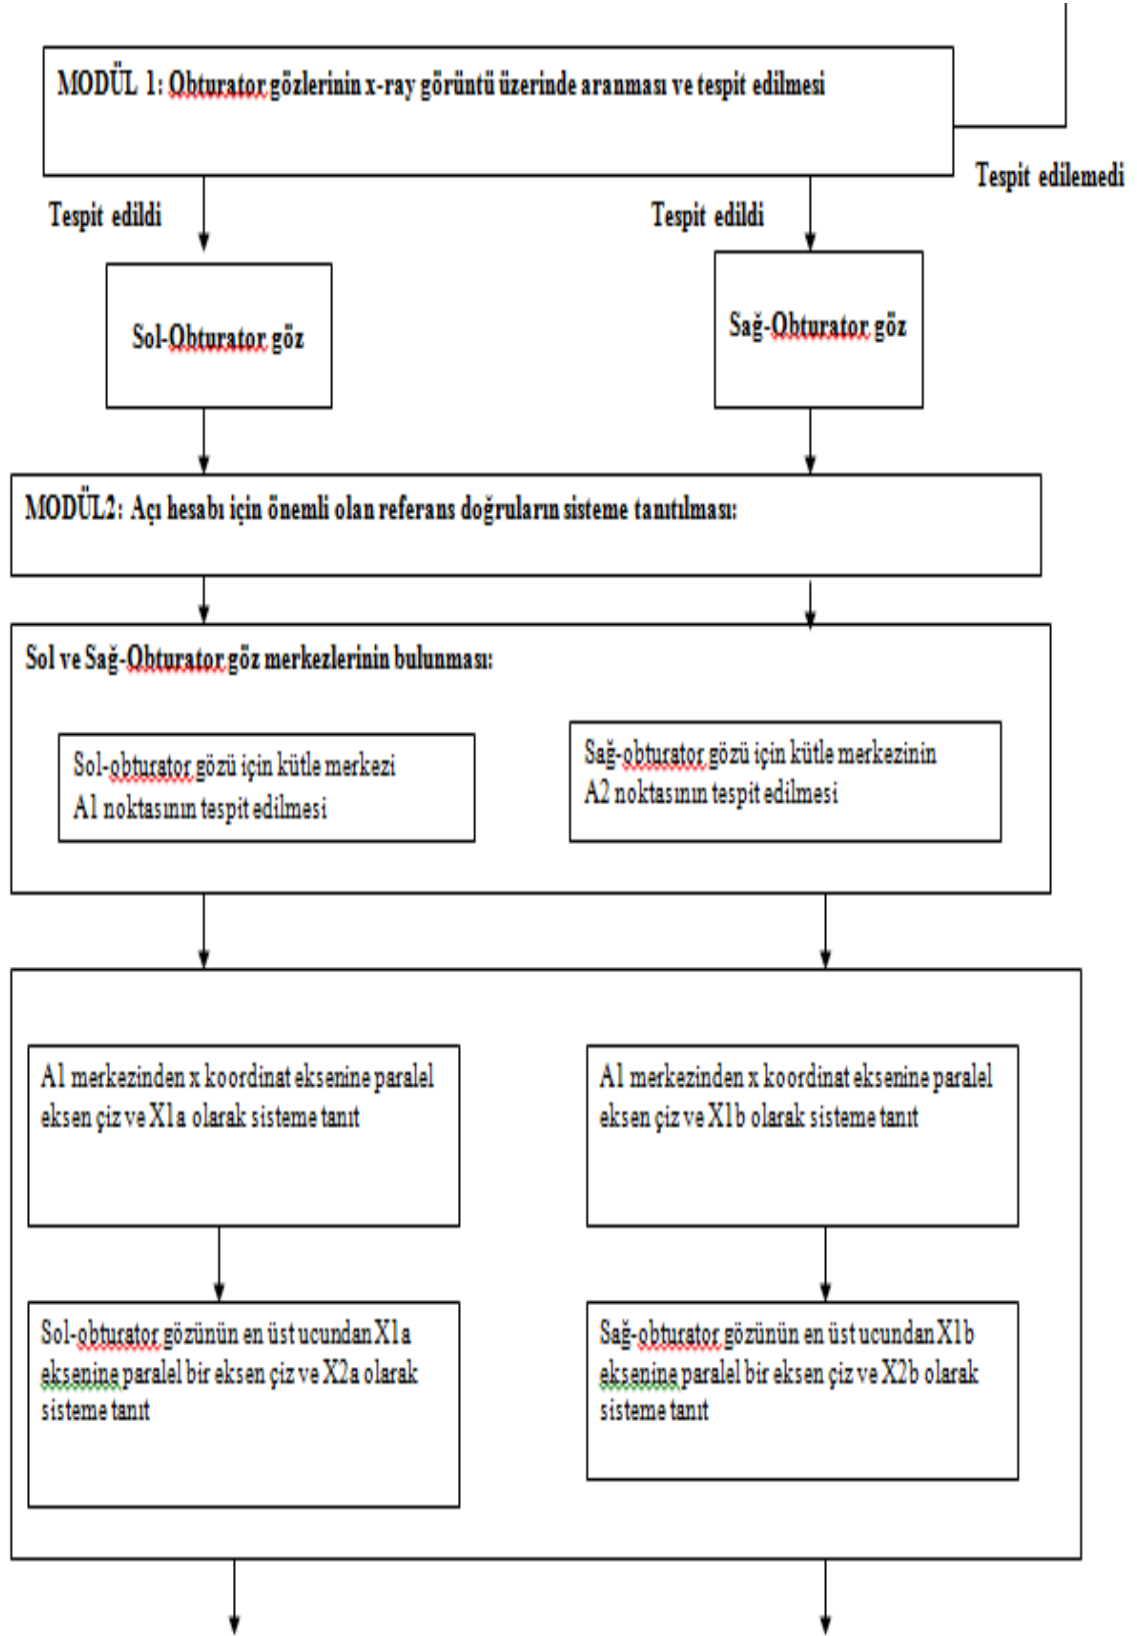 MODÜL 1: Obturator gözlerinin x-ray görüntü üzerinde aranması ve tespit edilmesi
Tespit edilemedi
Tespit edildi
Tespit edildi
Sol-Obturator göz
Sağ-Obturator göz
MODÜL2: Açı hesabı için önemli olan referans doğruların sisteme tanıtılması:
Sol ve Sağ-Obturator göz merkezlerinin bulunması:
Sol-obturator gözü için kütle merkezi
A1 noktasının tespit edilmesi
Sağ-obturator gözü için kütle merkezinin
A2 noktasının tespit edilmesi
A1 merkezinden x koordinat eksenine paralel
eksen çiz ve X1a olarak sisteme tanıt
A1 merkezinden x koordinat eksenine paralel
eksen çiz ve X1b olarak sisteme tanıt
Sol-obturator gözünün en üst ucundan X1a
eksenine paralel bir eksen çiz ve X2a olarak
sisteme tanıt
Sağ-obturator gözünün en üst ucundan X1b
eksenine paralel bir eksen çiz ve X2b olarak
sisteme tanıt